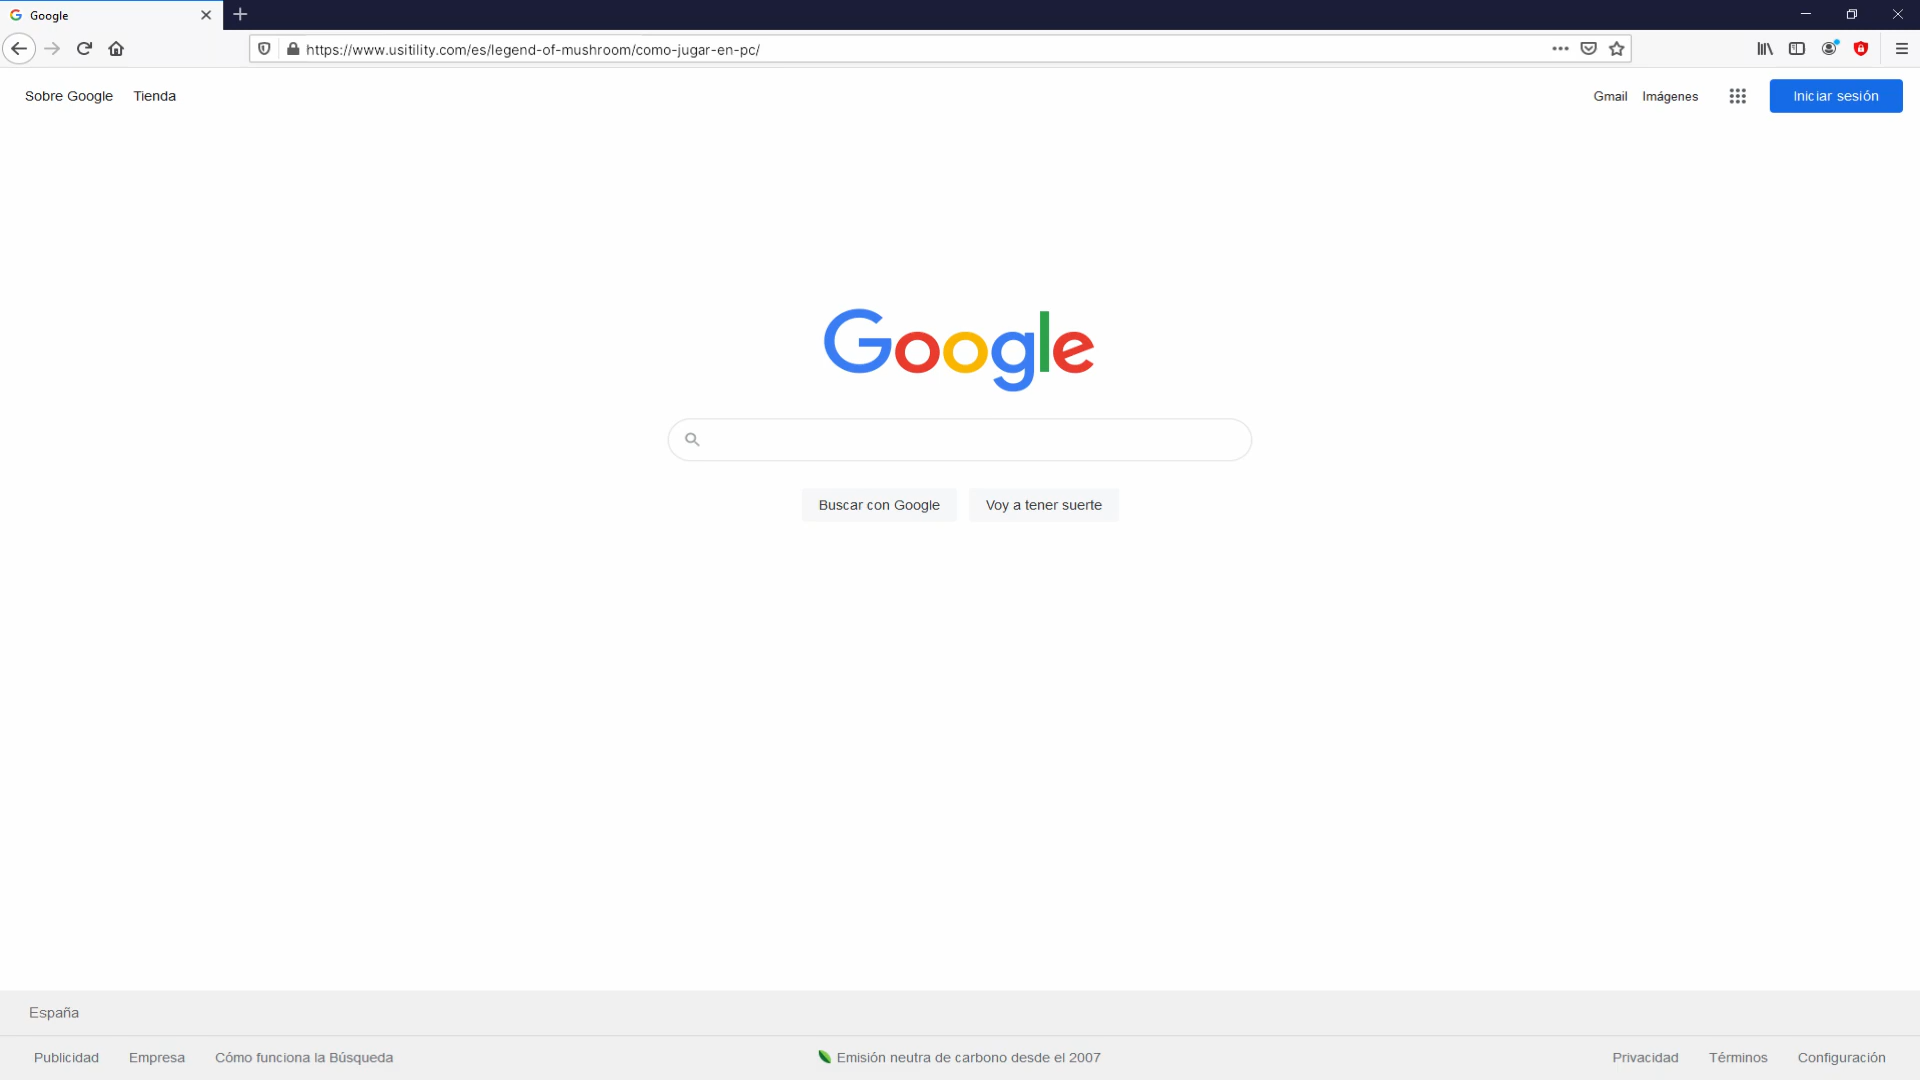 Google
https://www.usitility.com/es/legend-of-mushroom/como-jugar-en-pc/
Sobre Google Tienda Gmail Imágenes Iniciar sesión
Google
Buscar con Google Voy a tener suerte
España
Publicidad Empresa Cómo funciona la Búsqueda Emisión neutra de carbono desde el 2007 Privacidad Términos Configuración